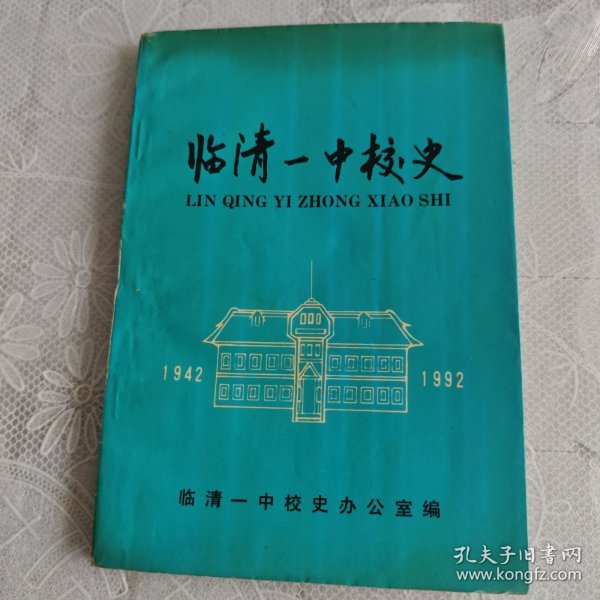 临清一中校史
LIN QING YI ZHONG XIAO SHI
1942
1992
临清一中校史办公室编
孔夫子旧书网
www.kongfz.com